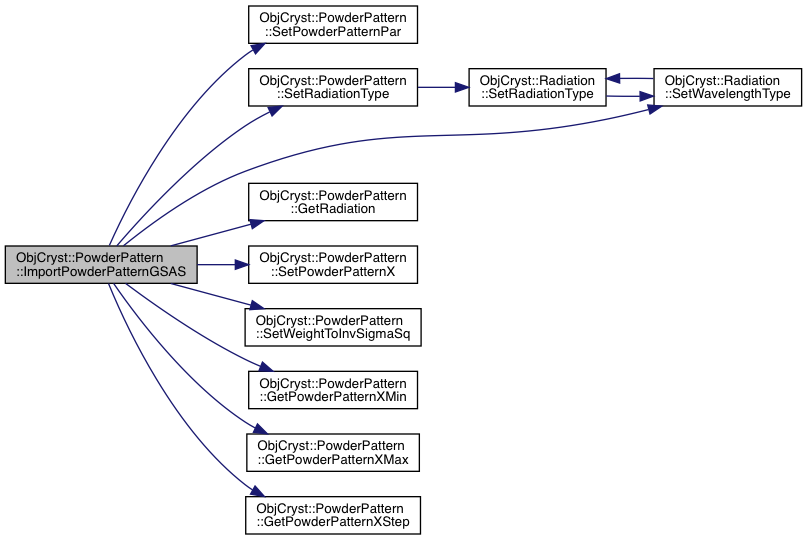 ObjCryst::PowderPattern
::SetPowderPatternPar
ObjCryst::PowderPattern
::SetRadiationType
ObjCryst::Radiation
::SetRadiationType
ObjCryst::Radiation
::SetWavelengthType
ObjCryst::PowderPattern
::GetRadiation
ObjCryst::PowderPattern
::ImportPowderPatternGSAS
ObjCryst::PowderPattern
::SetPowderPatternX
ObjCryst::PowderPattern
::SetWeightToInvSigmaSq
ObjCryst::PowderPattern
::GetPowderPatternXMin
ObjCryst::PowderPattern
::GetPowderPatternXMax
ObjCryst::PowderPattern
::GetPowderPatternXStep